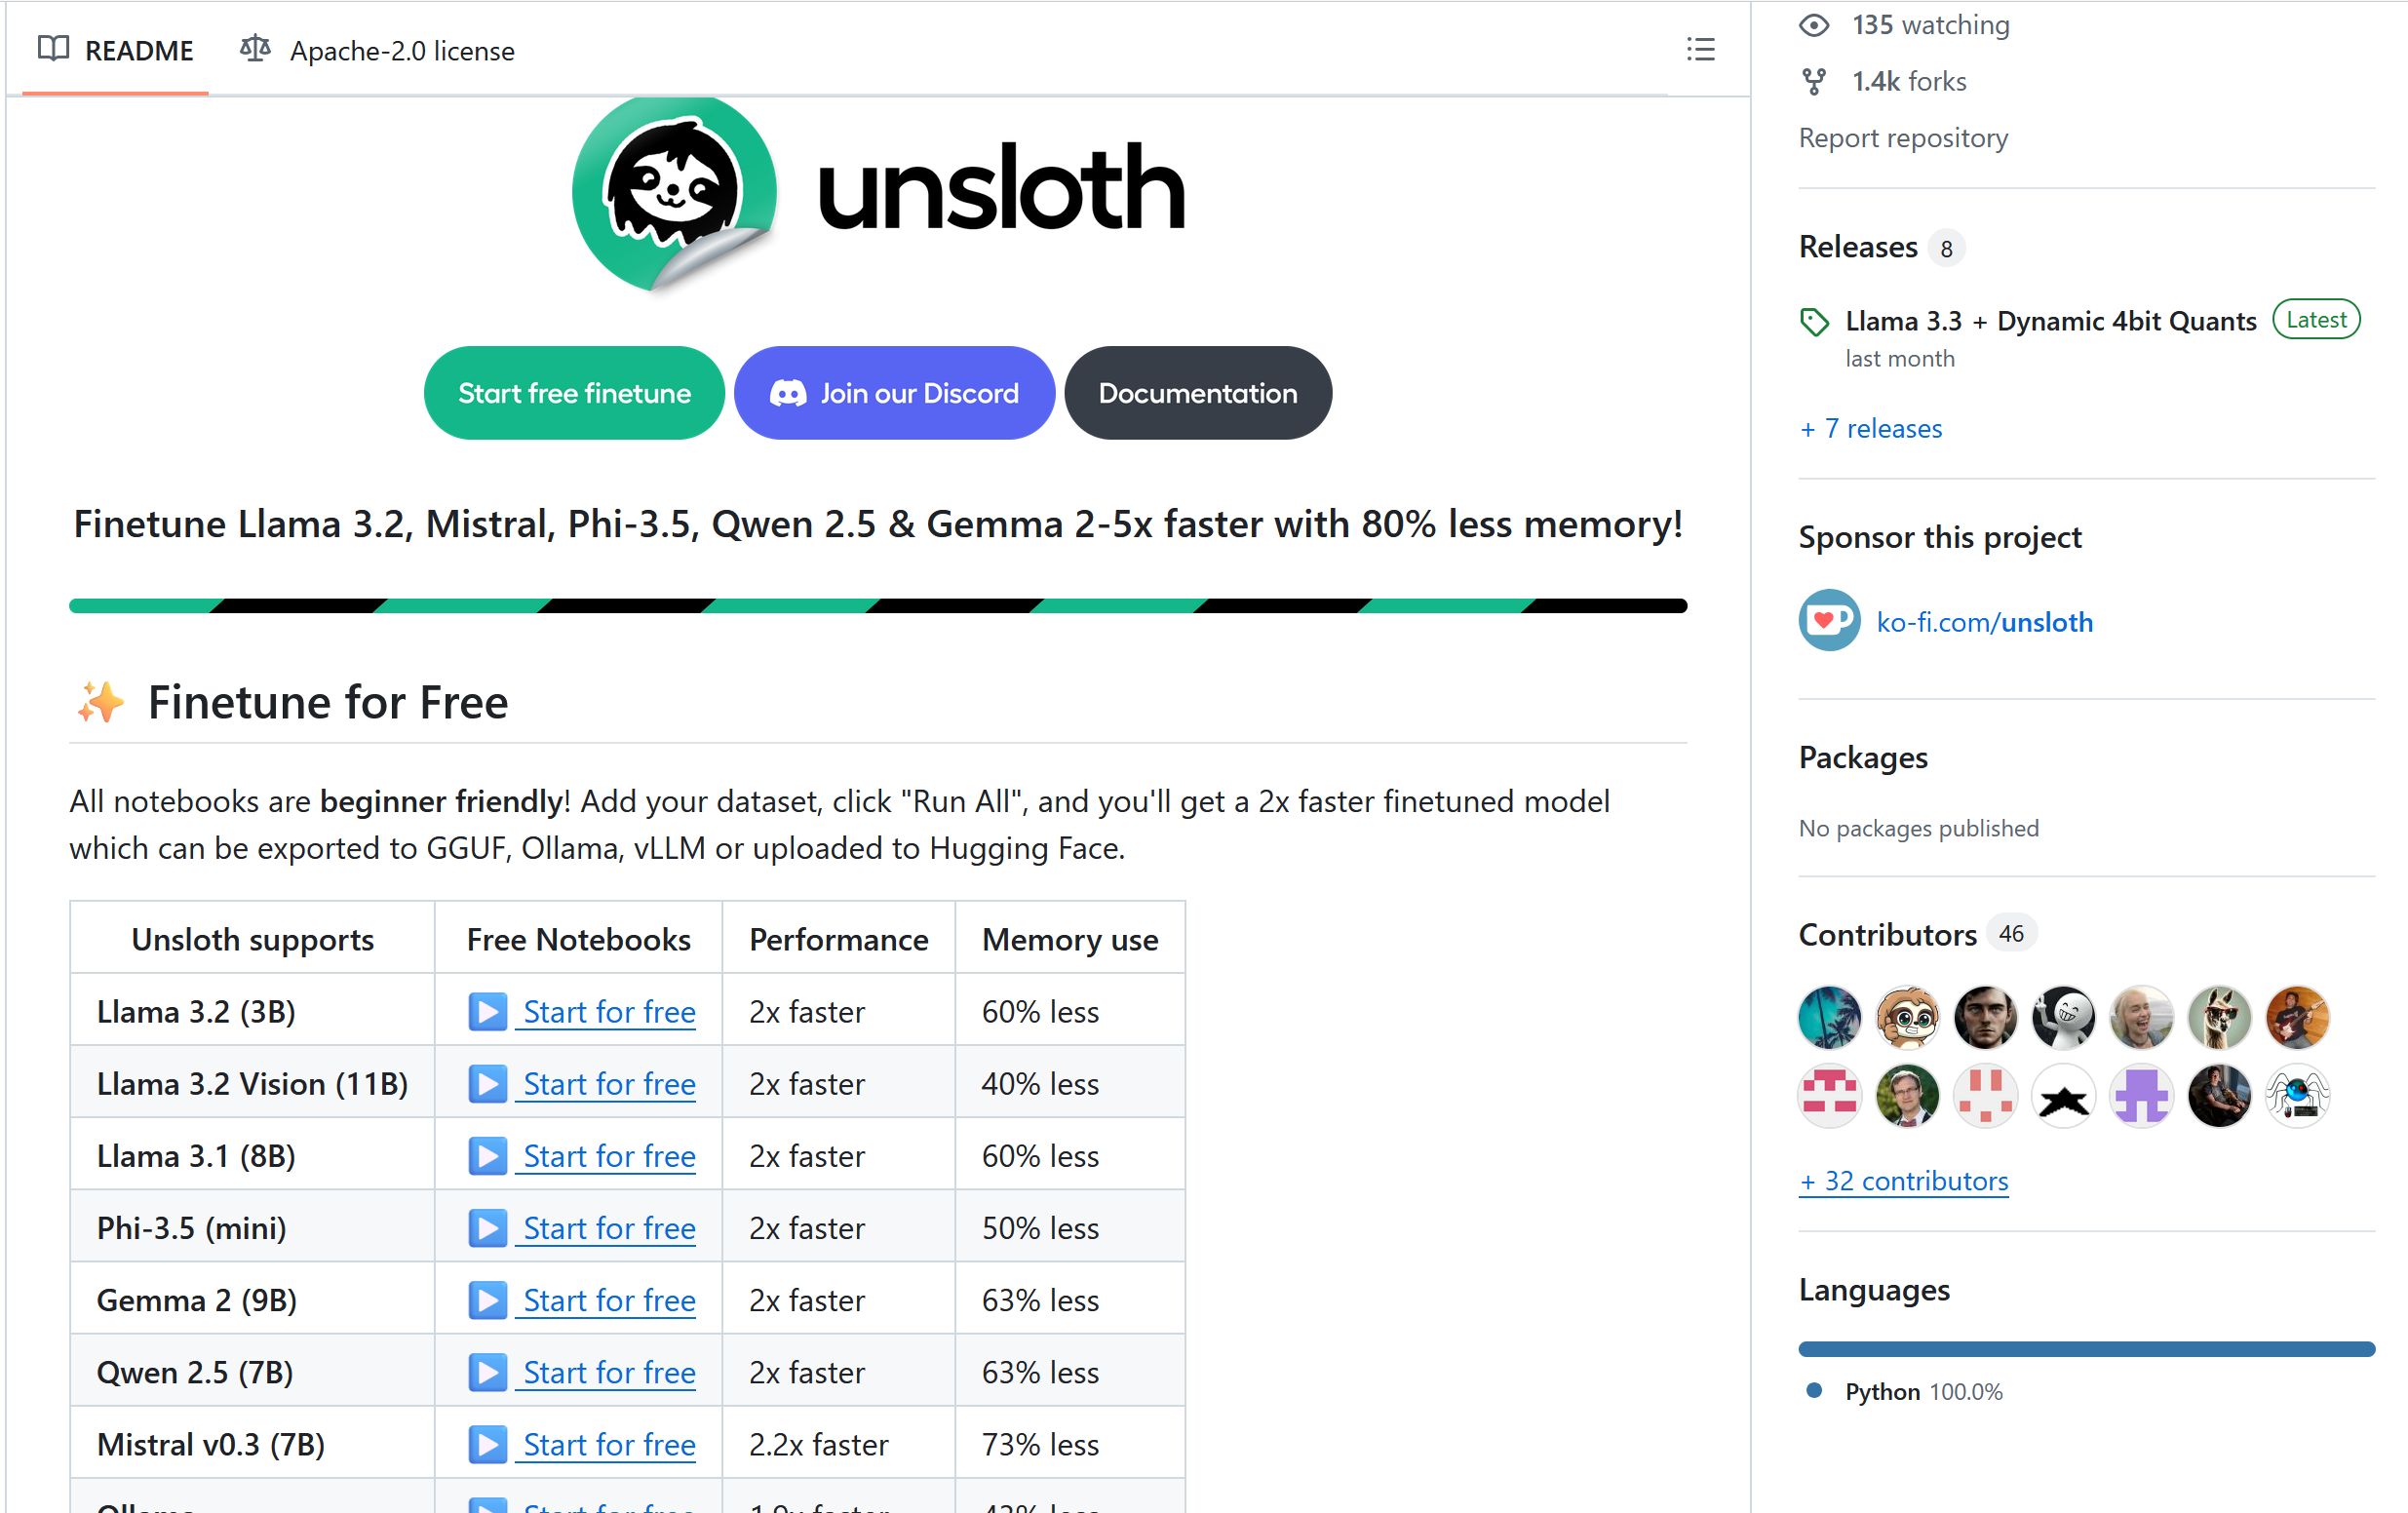 README
Apache-2.0 license
unsloth
Start free finetune
Join our Discord
Documentation
Finetune Llama 3.2, Mistral, Phi-3.5, Qwen 2.5 & Gemma 2-5x faster with 80% less memory!
✨ Finetune for Free
All notebooks are beginner friendly! Add your dataset, click "Run All", and you'll get a 2x faster finetuned model
which can be exported to GGUF, Ollama, vLLM or uploaded to Hugging Face.
Unsloth supports Free Notebooks Performance Memory use
Llama 3.2 (3B) ▶️ Start for free 2x faster 60% less
Llama 3.2 Vision (11B) ▶️ Start for free 2x faster 40% less
Llama 3.1 (8B) ▶️ Start for free 2x faster 60% less
Phi-3.5 (mini) ▶️ Start for free 2x faster 50% less
Gemma 2 (9B) ▶️ Start for free 2x faster 63% less
Qwen 2.5 (7B) ▶️ Start for free 2x faster 63% less
Mistral v0.3 (7B) ▶️ Start for free 2.2x faster 73% less
Ollama ▶️ Start for free 1.9x faster 43% less
135 watching
1.4k forks
Report repository
Releases 8
Llama 3.3 + Dynamic 4bit Quants Latest
last month
+ 7 releases
Sponsor this project
ko-fi.com/unsloth
Packages
No packages published
Contributors 46
+ 32 contributors
Languages
Python 100.0%